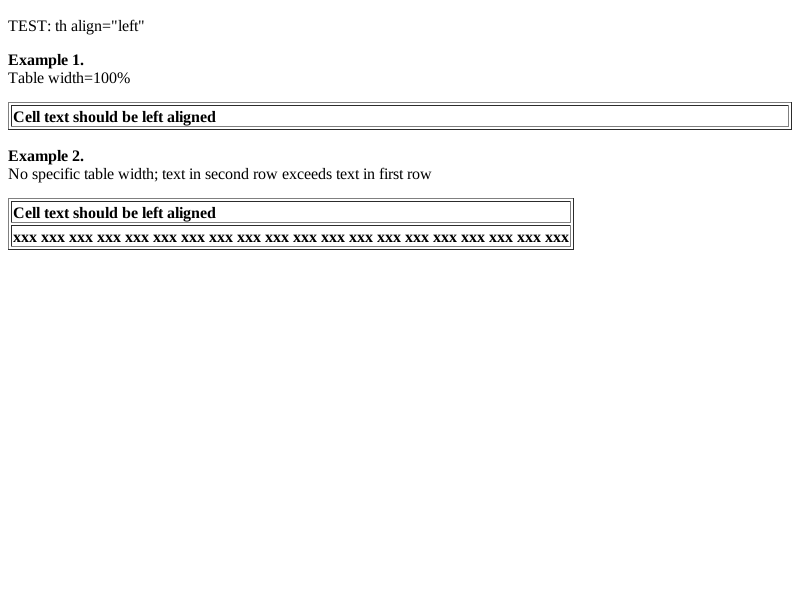 TEST: th align="left"
Example 1.
Table width=100%
Cell text should be left aligned
Example 2.
No specific table width; text in second row exceeds text in first row
Cell text should be left aligned
xxx xxx xxx xxx xxx xxx xxx xxx xxx xxx xxx xxx xxx xxx xxx xxx xxx xxx xxx xxx